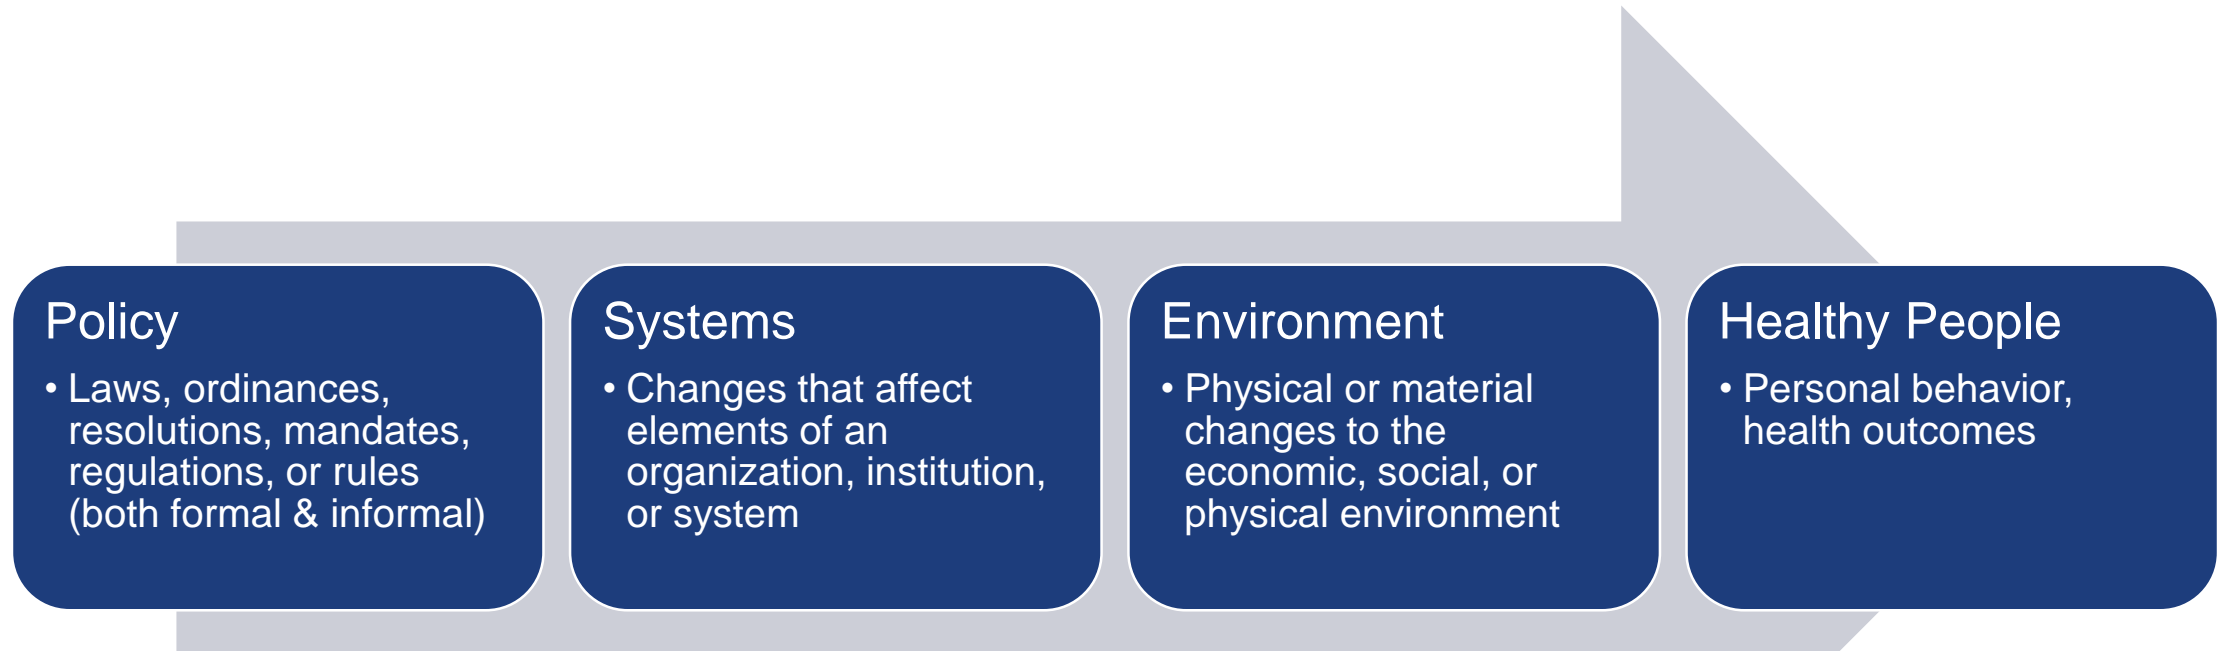 Policy
• Laws, ordinances,
resolutions, mandates,
regulations, or rules
(both formal & informal)
Systems
• Changes that affect
elements of an
organization, institution,
or system
Environment
• Physical or material
changes to the
economic, social, or
physical environment
Healthy People
• Personal behavior,
health outcomes